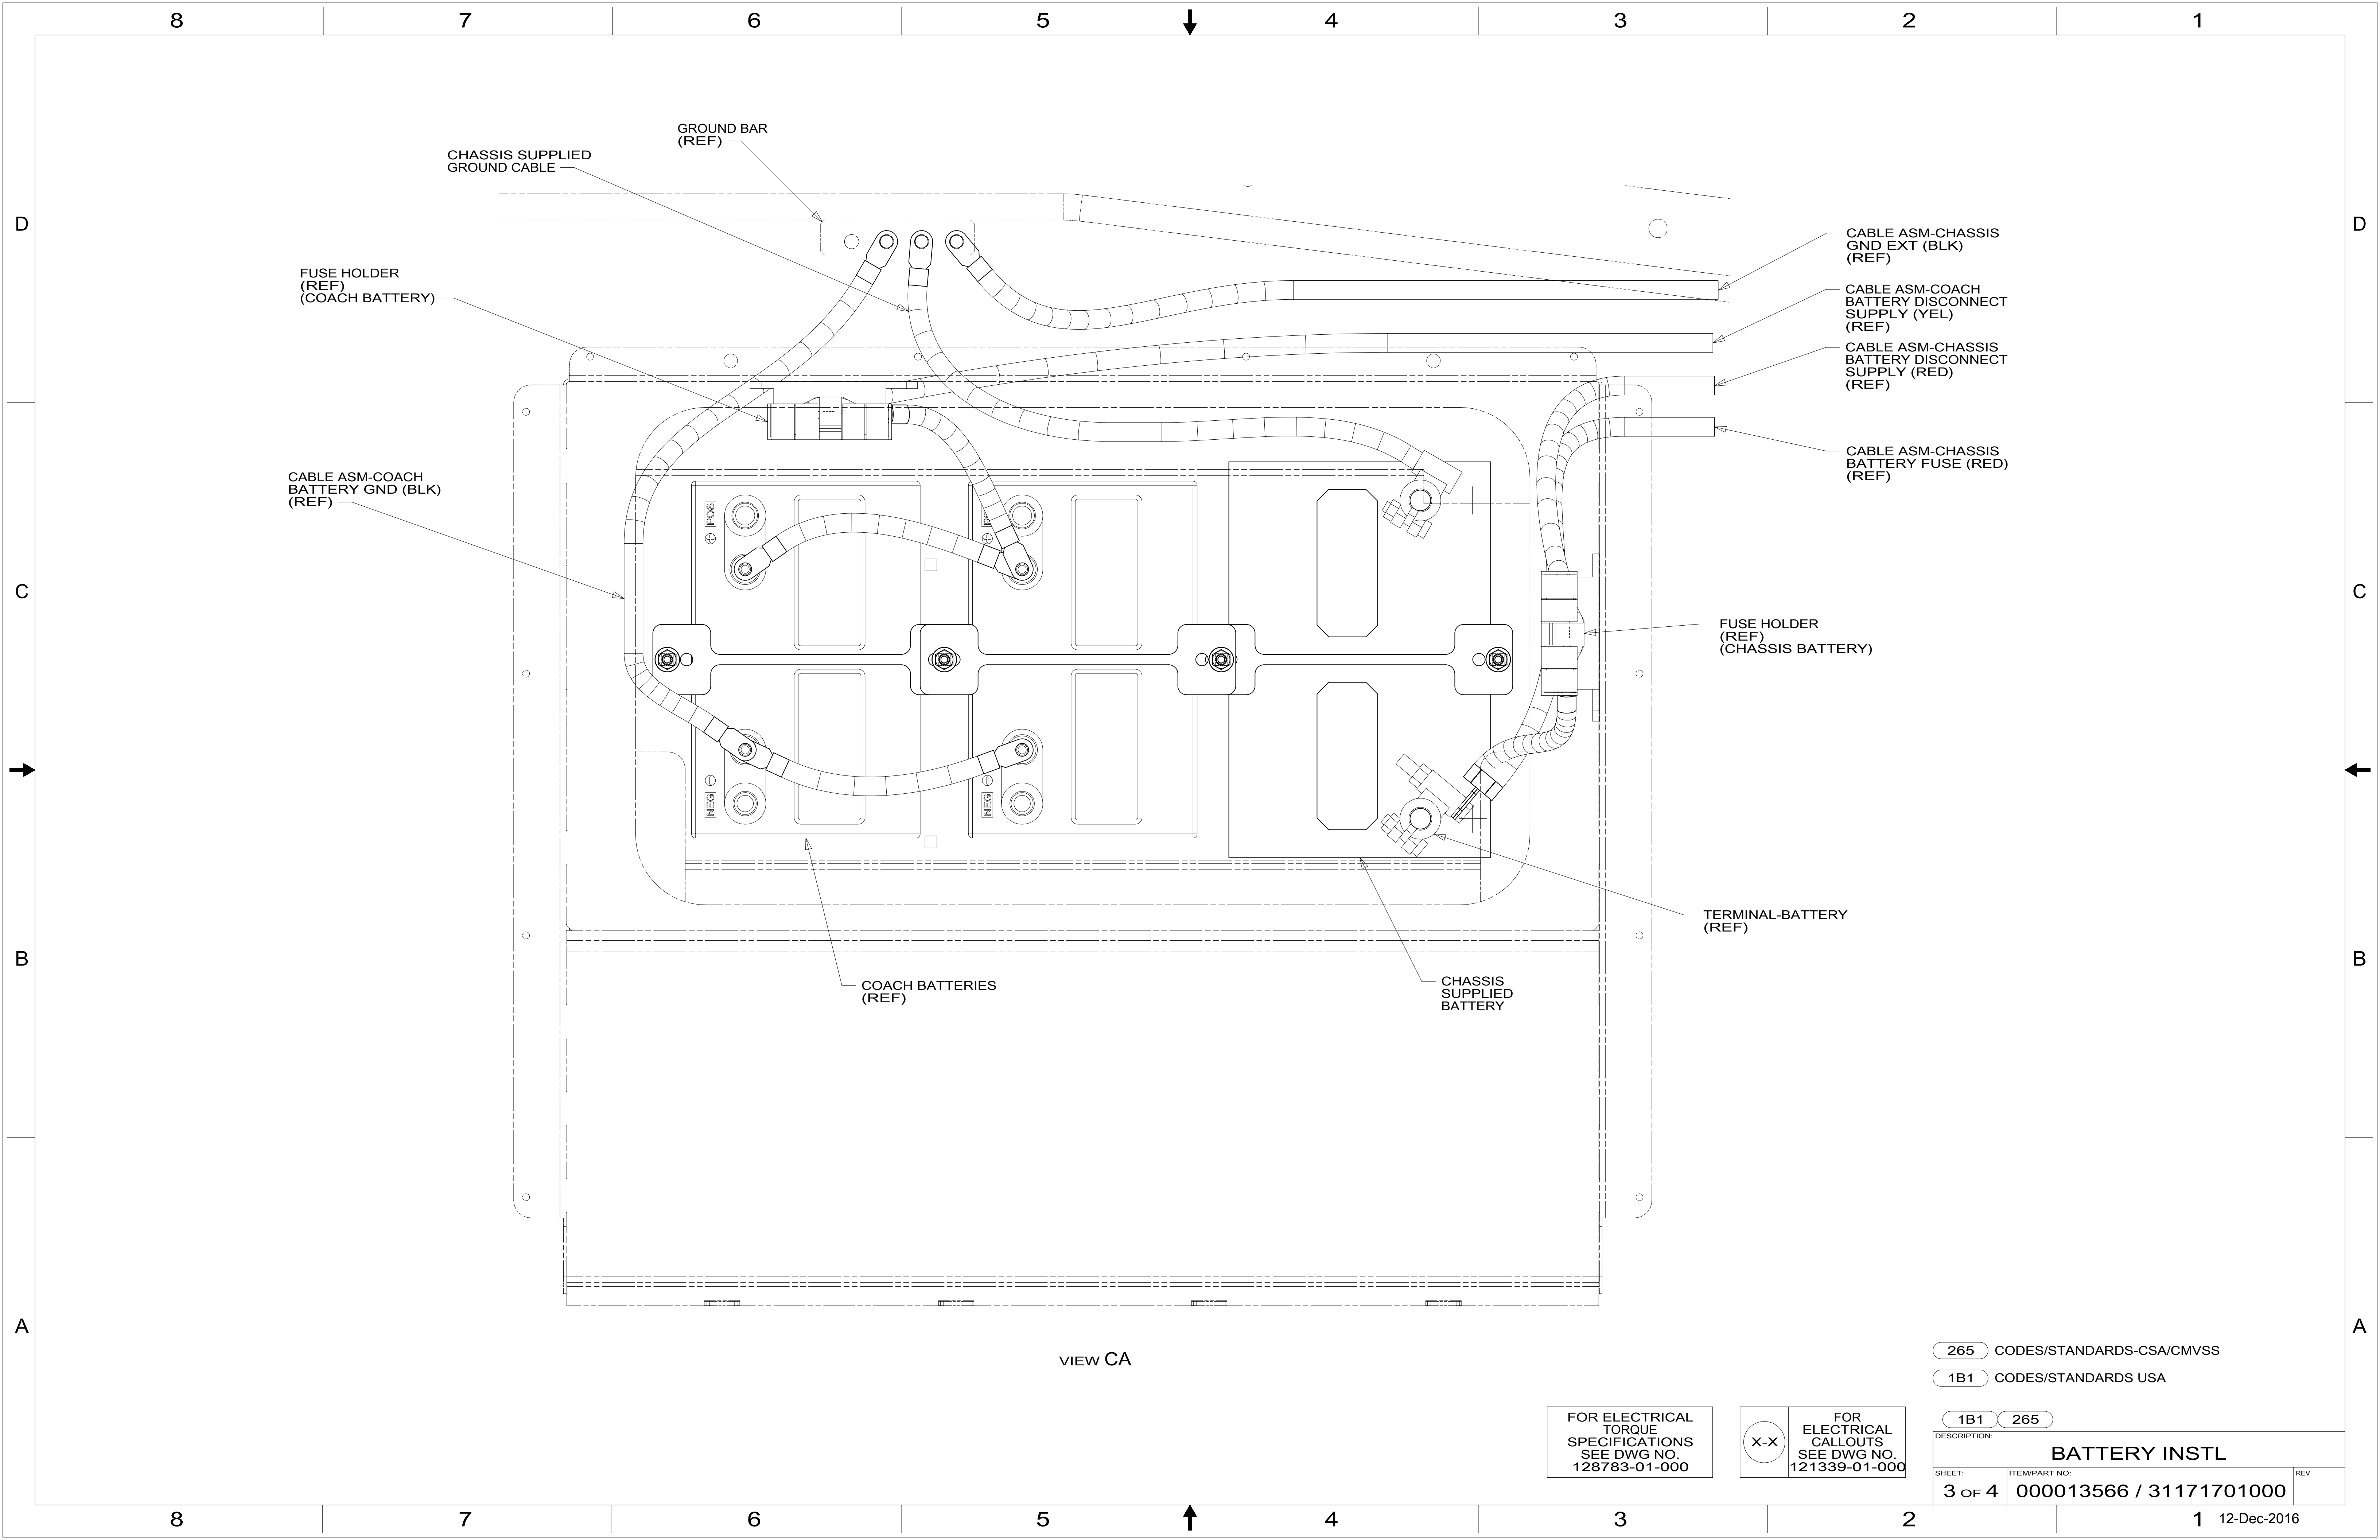 8 7 6 5 4 3 2 1
GROUND BAR
(REF)
CHASSIS SUPPLIED
GROUND CABLE
D
D
CABLE ASM-CHASSIS
GND EXT (BLK)
(REF)
FUSE HOLDER
(REF)
(COACH BATTERY)
CABLE ASM-COACH
BATTERY DISCONNECT
SUPPLY (YEL)
(REF)
CABLE ASM-CHASSIS
BATTERY DISCONNECT
SUPPLY (RED)
(REF)
CABLE ASM-CHASSIS
BATTERY FUSE (RED)
(REF)
CABLE ASM-COACH
BATTERY GND (BLK)
(REF)
POS
C
C
FUSE HOLDER
(REF)
(CHASSIS BATTERY)
NEG
NEG
TERMINAL-BATTERY
(REF)
B
B
COACH BATTERIES
(REF)
CHASSIS
SUPPLIED
BATTERY
A
A
VIEW CA
265 CODES/STANDARDS-CSA/CMVSS
1B1 CODES/STANDARDS USA
FOR ELECTRICAL
TORQUE
SPECIFICATIONS
SEE DWG NO.
128783-01-000
X-X
FOR
ELECTRICAL
CALLOUTS
SEE DWG NO.
121339-01-000
1B1 265
DESCRIPTION:
BATTERY INSTL
SHEET:
3 OF 4
ITEM/PART NO:
000013566 / 31171701000
REV
8 7 6 5 4 3 2 1
12-Dec-2016